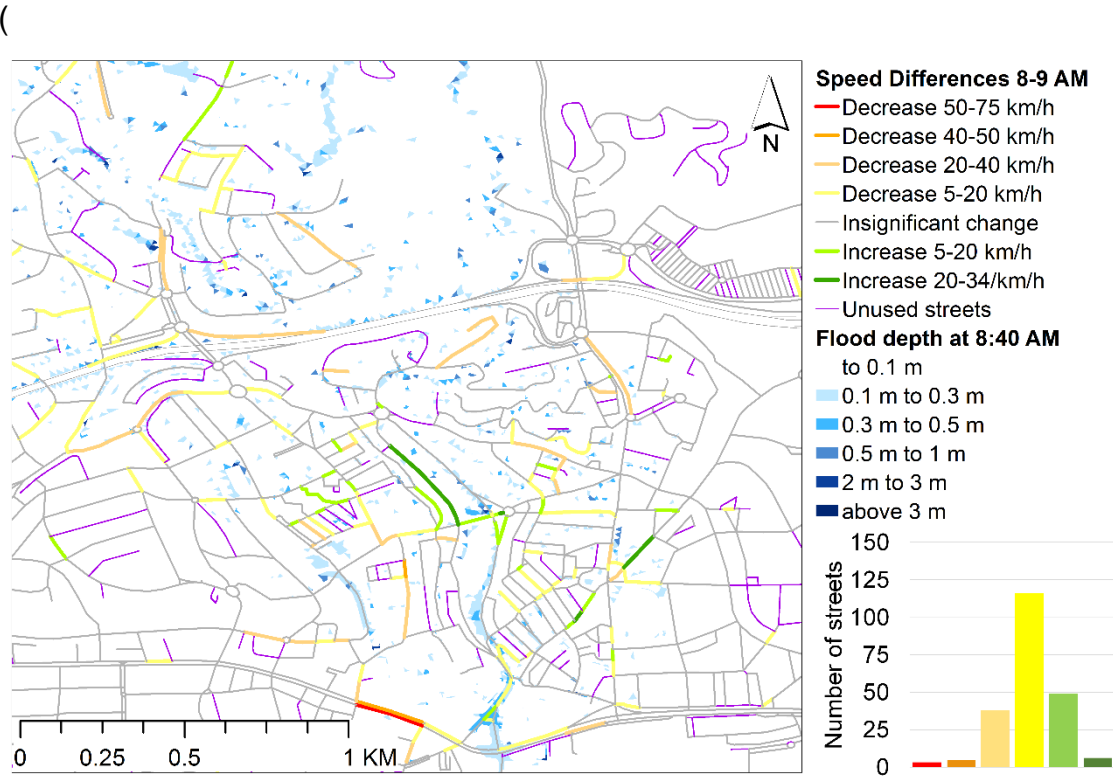 (
N
0 0.25 0.5 1 KM
Speed Differences 8-9 AM
Decrease 50-75 km/h
Decrease 40-50 km/h
Decrease 20-40 km/h
Decrease 5-20 km/h
Insignificant change
Increase 5-20 km/h
Increase 20-34/km/h
Unused streets
Flood depth at 8:40 AM
to 0.1 m
0.1 m to 0.3 m
0.3 m to 0.5 m
0.5 m to 1 m
2 m to 3 m
above 3 m
Number of streets
150
125
100
75
50
25
0